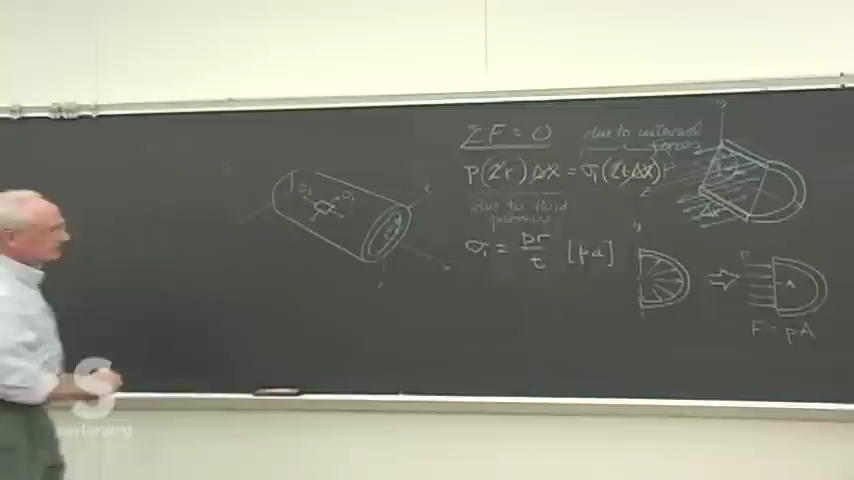 ΣF = 0
due to internal
forces
p(2r)Δx = σ₁(2tΔx)
due to fluid
pressure
σ₁ = pr/t [pa]
σ₁
Δx
p
A
F = pA
S